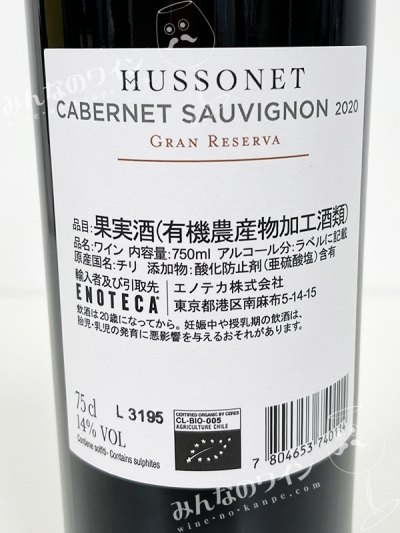 HUSSONET
CABERNET SAUVIGNON 2020
GRAN RESERVA
品目:果実酒(有機農産物加工酒類)
品名:ワイン 内容量:750ml アルコール分:ラベルに記載
原産国名:チリ 添加物:酸化防止剤(亜硫酸塩)含有
輸入者及び引取先 エノテカ株式会社
ENOTECA® 東京都港区南麻布5-14-15
飲酒は20歳になってから。妊娠中や授乳期の飲酒は、
胎児・乳児の発育に悪影響を与えるおそれがあります。
75 cl
14% VOL
L 3195
Contiene sulfitos - Contains sulphites
CERTIFIED ORGANIC BY CERES
CL-BIO-005
AGRICULTURE CHILE
みんなのワイン
wine-no-kanpe.com